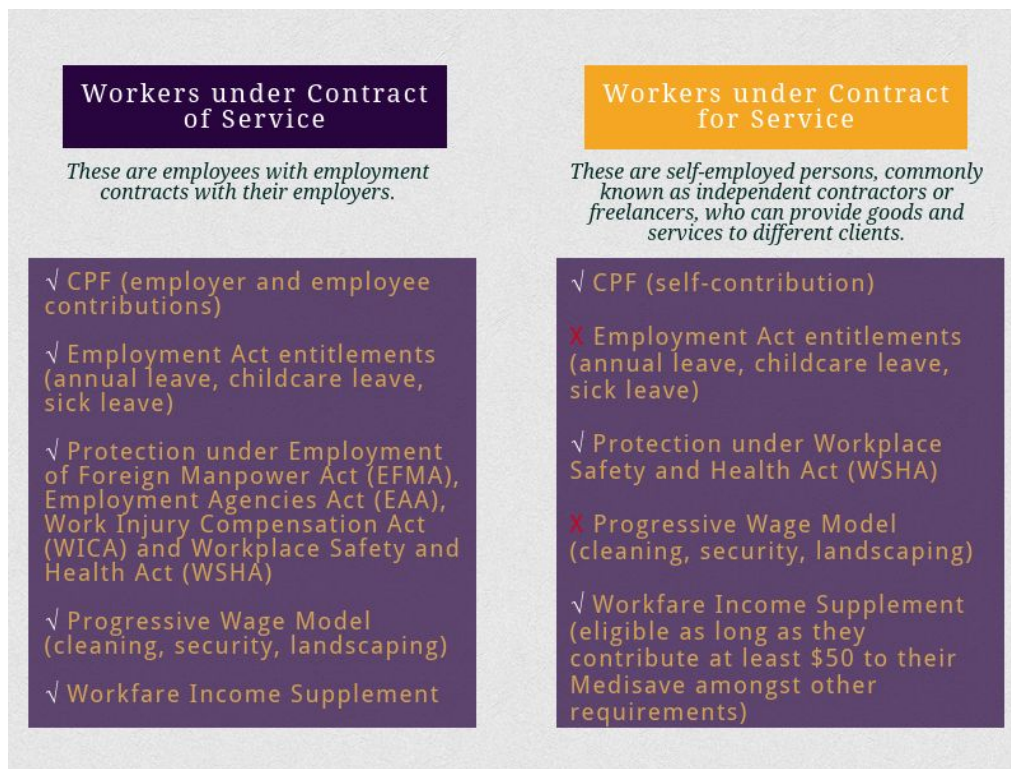 Workers under Contract
of Service
These are employees with employment
contracts with their employers.
√ CPF (employer and employee
contributions)
√ Employment Act entitlements
(annual leave, childcare leave,
sick leave)
√ Protection under Employment
of Foreign Manpower Act (EFMA),
Employment Agencies Act (EAA),
Work Injury Compensation Act
(WICA) and Workplace Safety and
Health Act (WSHA)
√ Progressive Wage Model
(cleaning, security, landscaping)
√ Workfare Income Supplement
Workers under Contract
for Service
These are self-employed persons, commonly
known as independent contractors or
freelancers, who can provide goods and
services to different clients.
√ CPF (self-contribution)
X Employment Act entitlements
(annual leave, childcare leave,
sick leave)
√ Protection under Workplace
Safety and Health Act (WSHA)
X Progressive Wage Model
(cleaning, security, landscaping)
√ Workfare Income Supplement
(eligible as long as they
contribute at least $50 to their
Medisave amongst other
requirements)